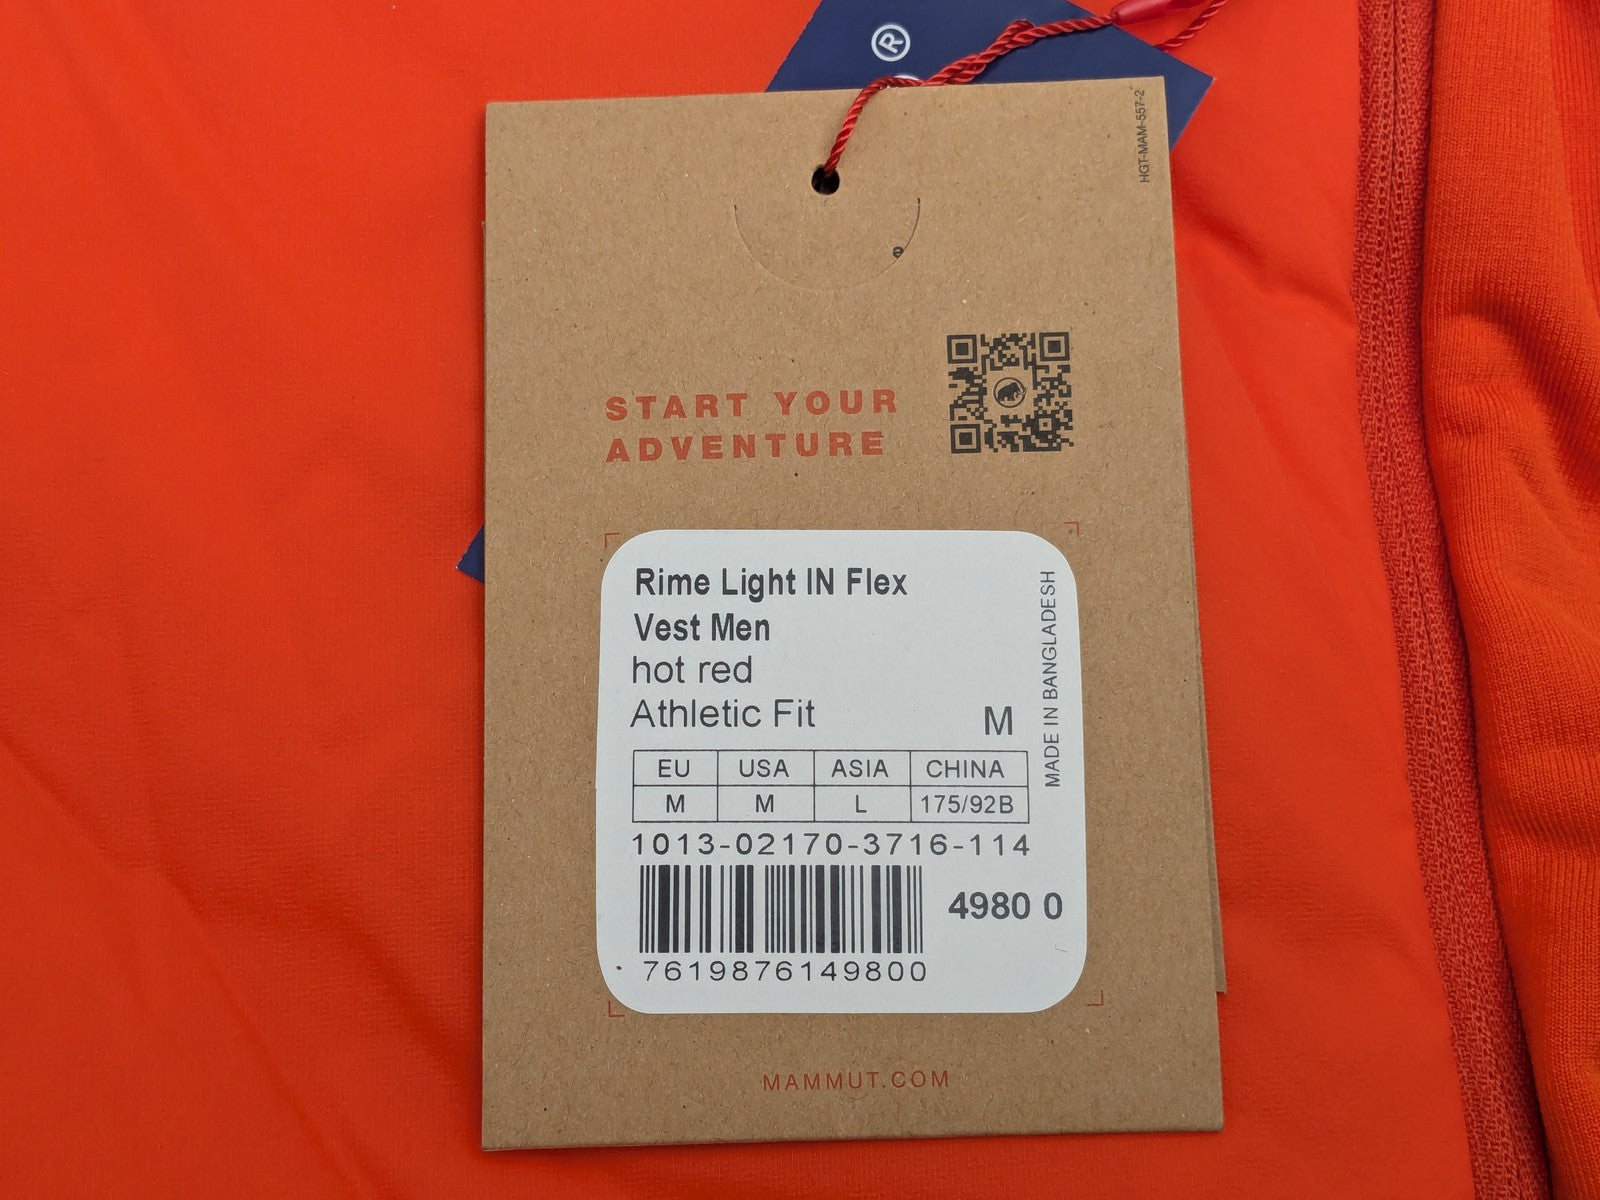 ®
HGT-MAM-557-2
START YOUR
ADVENTURE
Rime Light IN Flex
Vest Men
hot red
Athletic Fit
M
MADE IN BANGLADESH
EU USA ASIA CHINA
M M L 175/92B
1013-02170-3716-114
4980 0
7619876149800
MAMMUT.COM